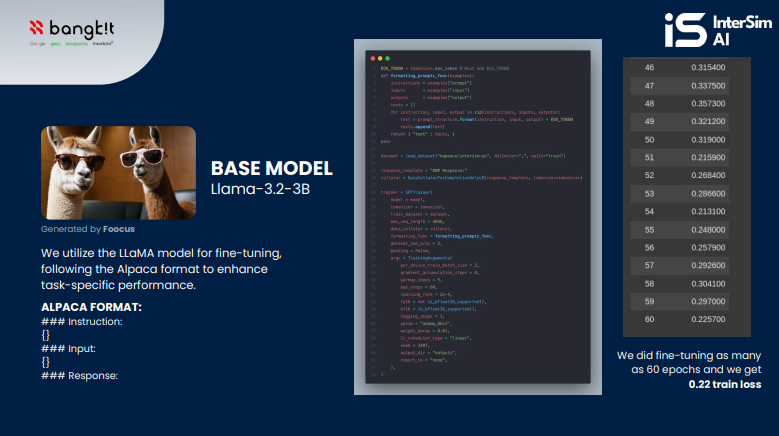 bangk!t
Google goto tokopedia traveloka
iS InterSim
AI
BASE MODEL
Llama-3.2-3B
Generated by Foocus
We utilize the LLaMA model for fine-tuning,
following the Alpaca format to enhance
task-specific performance.
ALPACA FORMAT:
### Instruction:
{}
### Input:
{}
### Response:
EOS_TOKEN = tokenizer.eos_token # Must add EOS_TOKEN
def formatting_prompts_func(examples):
instructions = examples["prompt"]
inputs = examples["input"]
outputs = examples["output"]
texts = []
for instruction, input, output in zip(instructions, inputs, outputs):
text = prompt_structure.format(instruction, input, output) + EOS_TOKEN
texts.append(text)
return { "text" : texts, }
pass
dataset = load_dataset("hapeace/intersim-ai", delimiter=",", split="train")
response_template = "### Response:"
collator = DataCollatorForCompletionOnlyLM(response_template, tokenizer=tokenizer)
trainer = SFTTrainer(
model = model,
tokenizer = tokenizer,
train_dataset = dataset,
max_seq_length = 4096,
data_collator = collator,
formatting_func = formatting_prompts_func,
dataset_num_proc = 2,
packing = False,
args = TrainingArguments(
per_device_train_batch_size = 2,
gradient_accumulation_steps = 4,
warmup_steps = 5,
max_steps = 60,
learning_rate = 2e-4,
fp16 = not is_bfloat16_supported(),
bf16 = is_bfloat16_supported(),
logging_steps = 1,
optim = "adamw_8bit",
weight_decay = 0.01,
lr_scheduler_type = "linear",
seed = 3407,
output_dir = "outputs",
report_to = "none",
),
)
46 0.315400
47 0.337500
48 0.357300
49 0.321200
50 0.319000
51 0.215900
52 0.268400
53 0.286600
54 0.213100
55 0.248000
56 0.257900
57 0.292600
58 0.304100
59 0.297000
60 0.225700
We did fine-tuning as many
as 60 epochs and we get
0.22 train loss